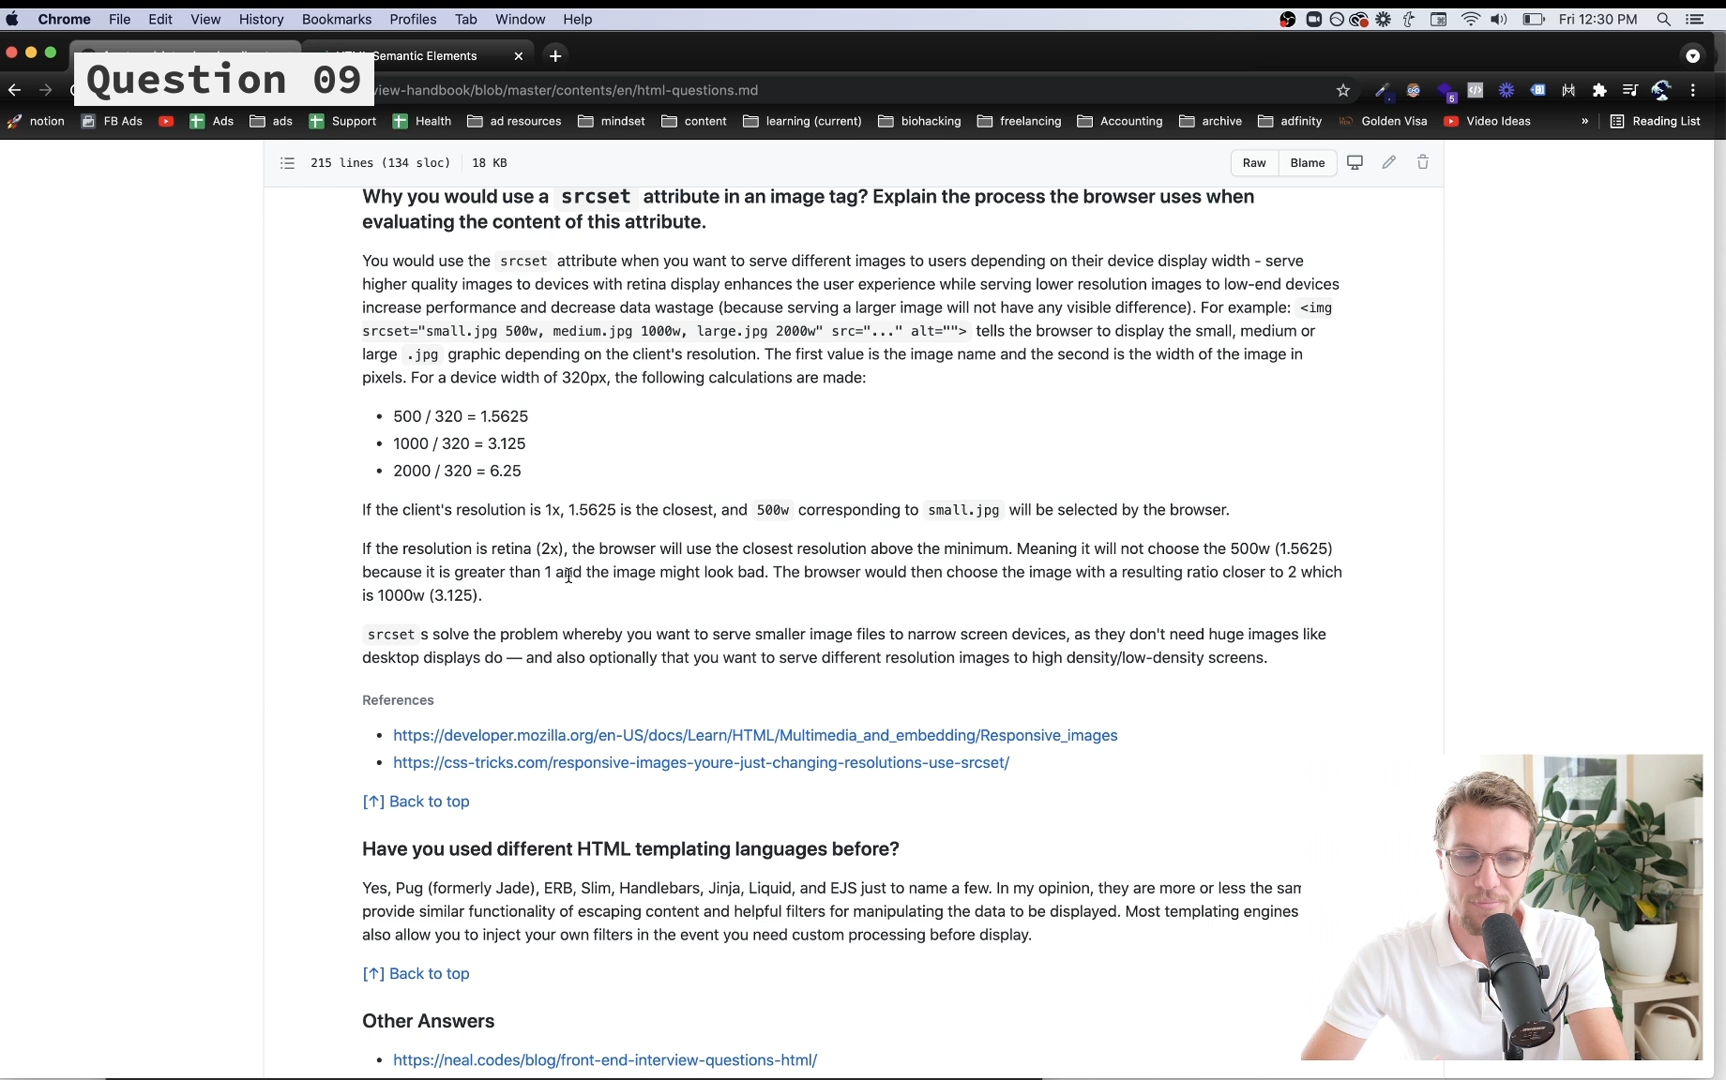 Chrome File Edit View History Bookmarks Profiles Tab Window Help Fri 12:30 PM
Semantic Elements
Question 09
view-handbook/blob/master/contents/en/html-questions.md
6
notion FB Ads Ads ads Support Health ad resources mindset content learning (current) biohacking freelancing Accounting archive adfinity Golden Visa Video Ideas » Reading List
215 lines (134 sloc) 18 KB Raw Blame
Why you would use a srcset attribute in an image tag? Explain the process the browser uses when
evaluating the content of this attribute.
You would use the srcset attribute when you want to serve different images to users depending on their device display width - serve
higher quality images to devices with retina display enhances the user experience while serving lower resolution images to low-end devices
increase performance and decrease data wastage (because serving a larger image will not have any visible difference). For example: <img
srcset="small.jpg 500w, medium.jpg 1000w, large.jpg 2000w" src="..." alt=""> tells the browser to display the small, medium or
large .jpg graphic depending on the client's resolution. The first value is the image name and the second is the width of the image in
pixels. For a device width of 320px, the following calculations are made:
• 500 / 320 = 1.5625
• 1000 / 320 = 3.125
• 2000 / 320 = 6.25
If the client's resolution is 1x, 1.5625 is the closest, and 500w corresponding to small.jpg will be selected by the browser.
If the resolution is retina (2x), the browser will use the closest resolution above the minimum. Meaning it will not choose the 500w (1.5625)
because it is greater than 1 and the image might look bad. The browser would then choose the image with a resulting ratio closer to 2 which
is 1000w (3.125).
srcset s solve the problem whereby you want to serve smaller image files to narrow screen devices, as they don't need huge images like
desktop displays do — and also optionally that you want to serve different resolution images to high density/low-density screens.
References
• https://developer.mozilla.org/en-US/docs/Learn/HTML/Multimedia_and_embedding/Responsive_images
• https://css-tricks.com/responsive-images-youre-just-changing-resolutions-use-srcset/
[↑] Back to top
Have you used different HTML templating languages before?
Yes, Pug (formerly Jade), ERB, Slim, Handlebars, Jinja, Liquid, and EJS just to name a few. In my opinion, they are more or less the sam
provide similar functionality of escaping content and helpful filters for manipulating the data to be displayed. Most templating engines
also allow you to inject your own filters in the event you need custom processing before display.
[↑] Back to top
Other Answers
• https://neal.codes/blog/front-end-interview-questions-html/